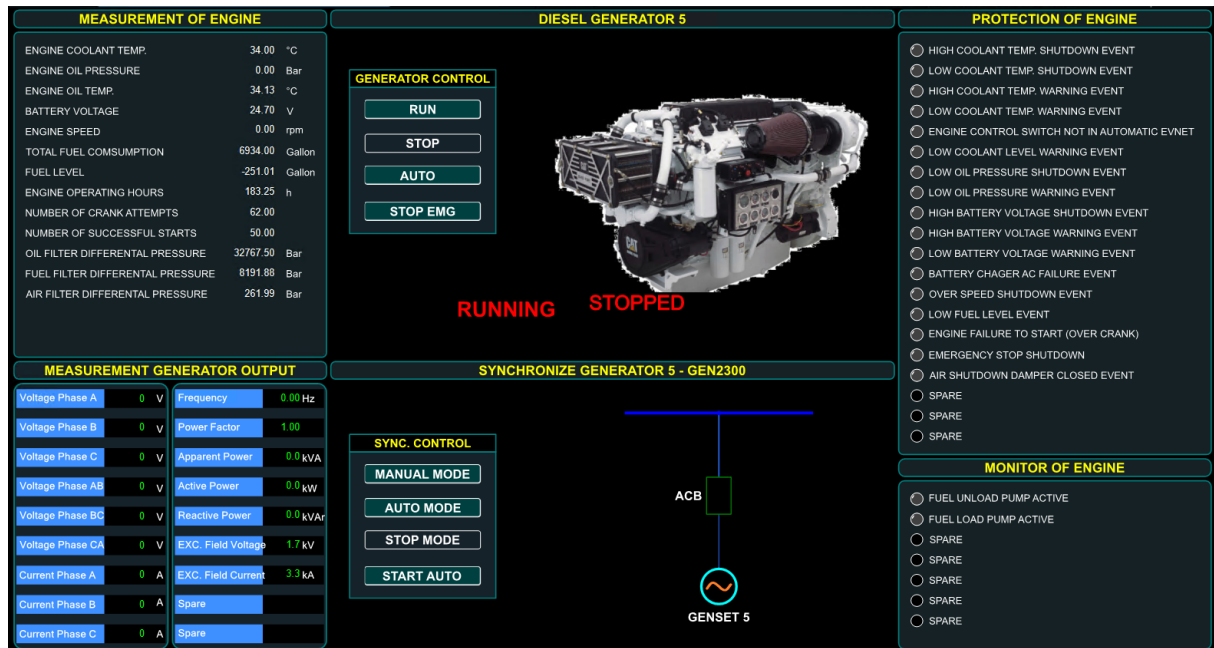 MEASUREMENT OF ENGINE
ENGINE COOLANT TEMP. 34.00 °C
ENGINE OIL PRESSURE 0.00 Bar
ENGINE OIL TEMP. 34.13 °C
BATTERY VOLTAGE 24.70 V
ENGINE SPEED 0.00 rpm
TOTAL FUEL COMSUMPTION 6934.00 Gallon
FUEL LEVEL -251.01 Gallon
ENGINE OPERATING HOURS 183.25 h
NUMBER OF CRANK ATTEMPTS 62.00
NUMBER OF SUCCESSFUL STARTS 50.00
OIL FILTER DIFFERENTIAL PRESSURE 32767.50 Bar
FUEL FILTER DIFFERENTIAL PRESSURE 8191.88 Bar
AIR FILTER DIFFERENTIAL PRESSURE 261.99 Bar
DIESEL GENERATOR 5
GENERATOR CONTROL
RUN
STOP
AUTO
STOP EMG
CAT
RUNNING STOPPED
PROTECTION OF ENGINE
HIGH COOLANT TEMP. SHUTDOWN EVENT
LOW COOLANT TEMP. SHUTDOWN EVENT
HIGH COOLANT TEMP. WARNING EVENT
LOW COOLANT TEMP. WARNING EVENT
ENGINE CONTROL SWITCH NOT IN AUTOMATIC EVNET
LOW COOLANT LEVEL WARNING EVENT
LOW OIL PRESSURE SHUTDOWN EVENT
LOW OIL PRESSURE WARNING EVENT
HIGH BATTERY VOLTAGE SHUTDOWN EVENT
HIGH BATTERY VOLTAGE WARNING EVENT
LOW BATTERY VOLTAGE WARNING EVENT
BATTERY CHAGER AC FAILURE EVENT
OVER SPEED SHUTDOWN EVENT
LOW FUEL LEVEL EVENT
ENGINE FAILURE TO START (OVER CRANK)
EMERGENCY STOP SHUTDOWN
AIR SHUTDOWN DAMPER CLOSED EVENT
SPARE
SPARE
SPARE
MEASUREMENT GENERATOR OUTPUT
Voltage Phase A 0 V
Voltage Phase B 0 V
Voltage Phase C 0 V
Voltage Phase AB 0 V
Voltage Phase BC 0 V
Voltage Phase CA 0 V
Current Phase A 0 A
Current Phase B 0 A
Current Phase C 0 A
Frequency 0.00 Hz
Power Factor 1.00
Apparent Power 0.0 kVA
Active Power 0.0 kW
Reactive Power 0.0 kVAr
EXC. Field Voltage 1.7 kV
EXC. Field Current 3.3 kA
Spare
Spare
SYNCHRONIZE GENERATOR 5 - GEN2300
SYNC. CONTROL
MANUAL MODE
AUTO MODE
STOP MODE
START AUTO
ACB
GENSET 5
MONITOR OF ENGINE
FUEL UNLOAD PUMP ACTIVE
FUEL LOAD PUMP ACTIVE
SPARE
SPARE
SPARE
SPARE
SPARE